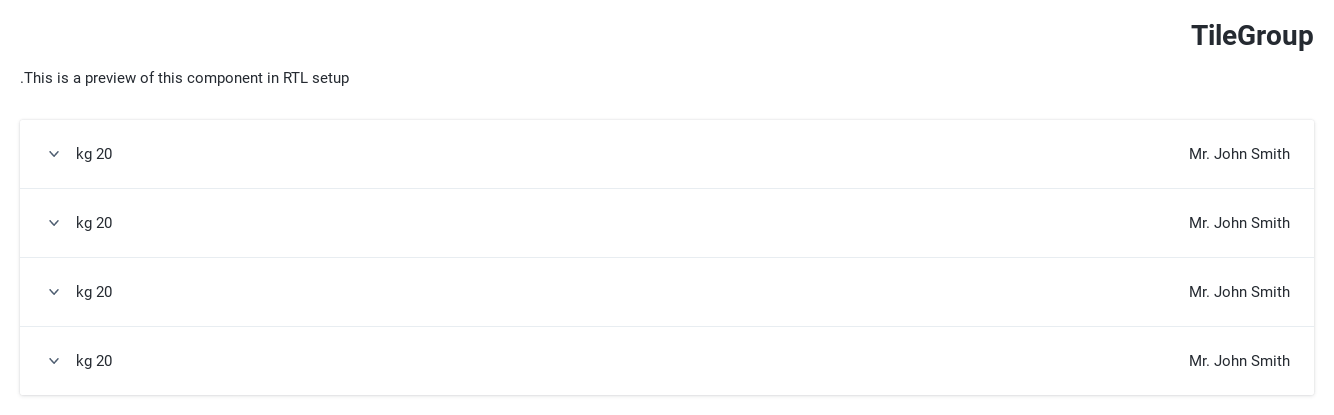 TileGroup
.This is a preview of this component in RTL setup
Mr. John Smith
kg 20
Mr. John Smith
kg 20
Mr. John Smith
kg 20
Mr. John Smith
kg 20